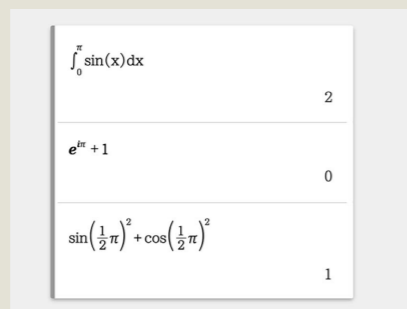 ∫₀^π sin(x)dx
2
e^{iπ} + 1
0
sin(½π)² + cos(½π)²
1